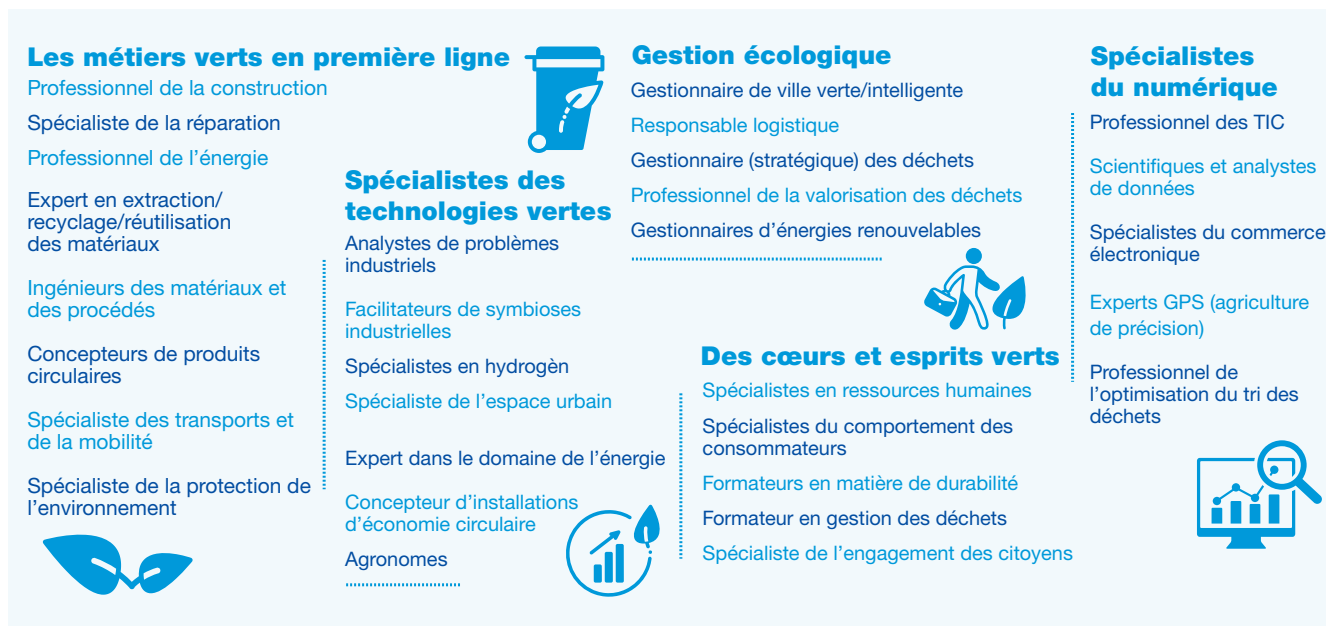 Les métiers verts en première ligne
Professionnel de la construction
Spécialiste de la réparation
Professionnel de l’énergie
Expert en extraction/
recyclage/réutilisation
des matériaux
Ingénieurs des matériaux et
des procédés
Concepteurs de produits
circulaires
Spécialiste des transports et
de la mobilité
Spécialiste de la protection de
l’environnement
Spécialistes des
technologies vertes
Analystes de problèmes
industriels
Facilitateurs de symbioses
industrielles
Spécialistes en hydrogèn
Spécialiste de l’espace urbain
Expert dans le domaine de l’énergie
Concepteur d’installations
d’économie circulaire
Agronomes
Gestion écologique
Gestionnaire de ville verte/intelligente
Responsable logistique
Gestionnaire (stratégique) des déchets
Professionnel de la valorisation des déchets
Gestionnaires d’énergies renouvelables
Des cœurs et esprits verts
Spécialistes en ressources humaines
Spécialistes du comportement des
consommateurs
Formateurs en matière de durabilité
Formateur en gestion des déchets
Spécialiste de l’engagement des citoyens
Spécialistes
du numérique
Professionnel des TIC
Scientifiques et analystes
de données
Spécialistes du commerce
électronique
Experts GPS (agriculture
de précision)
Professionnel de
l’optimisation du tri des
déchets